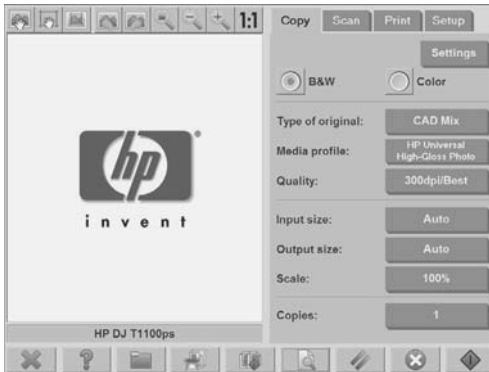 1:1
Copy Scan Print Setup
Settings
B&W Color
Type of original: CAD Mix
Media profile: HP Universal High-Gloss Photo
Quality: 300dpi/Best
Input size: Auto
Output size: Auto
Scale: 100%
Copies: 1
hp
invent
HP DJ T1100ps